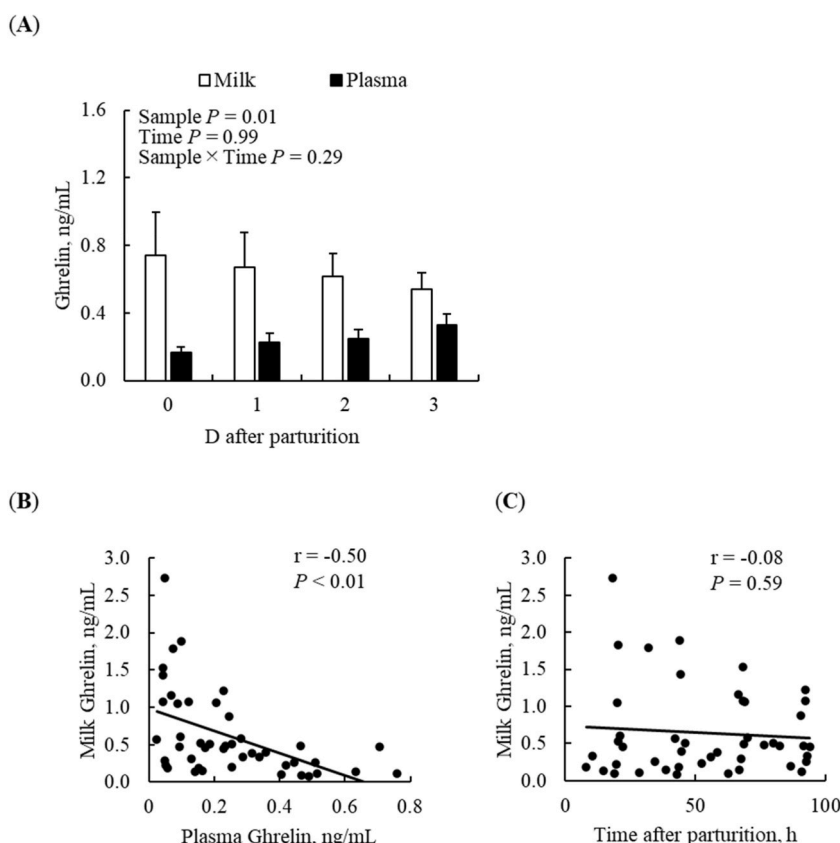 (A)
Milk Plasma
Sample P = 0.01
Time P = 0.99
Sample × Time P = 0.29
1.6
1.2
0.8
0.4
0.0
Ghrelin, ng/mL
0 1 2 3
D after parturition
(B)
r = -0.50
P < 0.01
3.0
2.5
2.0
1.5
1.0
0.5
0.0
Milk Ghrelin, ng/mL
0 0.2 0.4 0.6 0.8
Plasma Ghrelin, ng/mL
(C)
r = -0.08
P = 0.59
3.0
2.5
2.0
1.5
1.0
0.5
0.0
Milk Ghrelin, ng/mL
0 50 100
Time after parturition, h